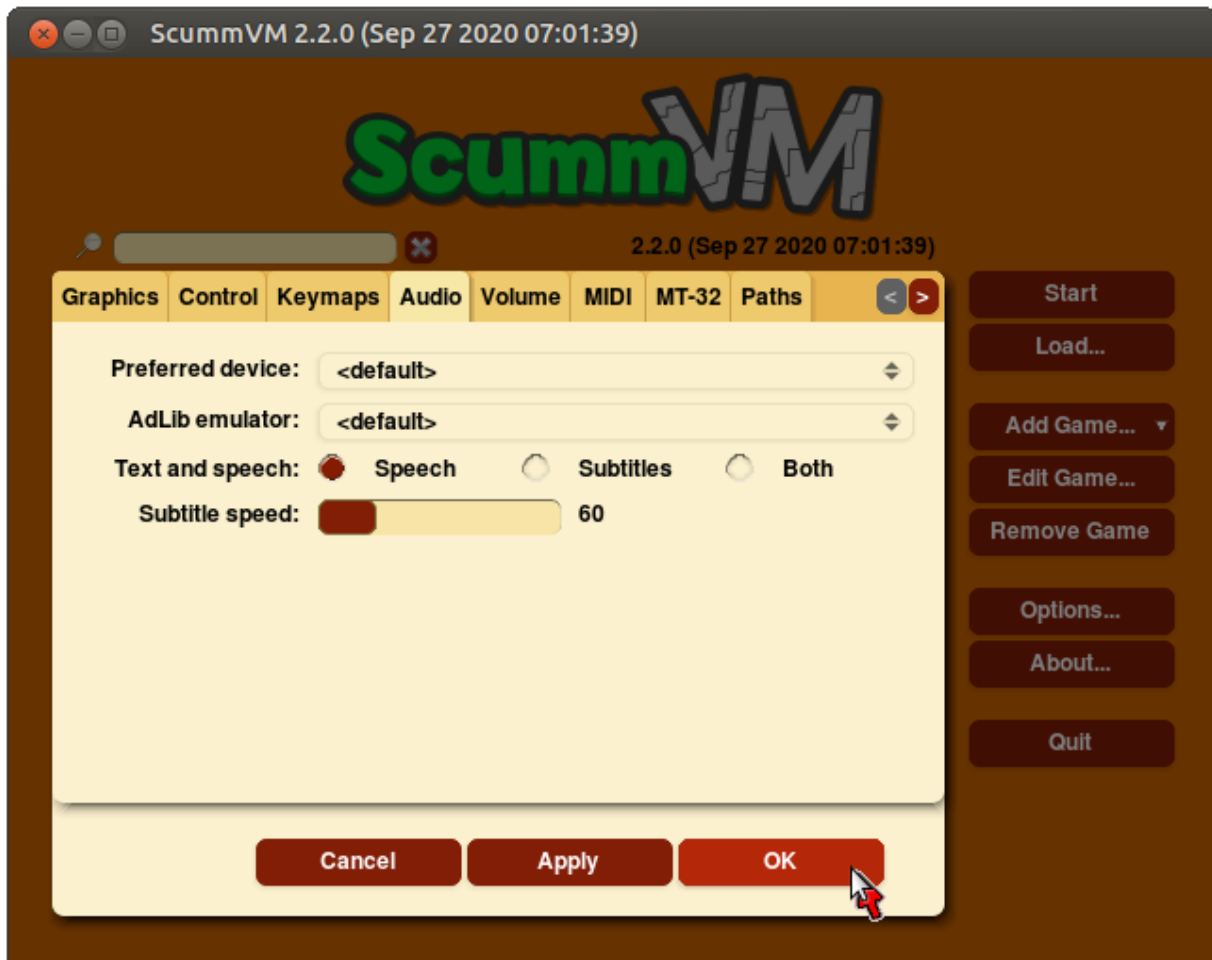 ScummVM 2.2.0 (Sep 27 2020 07:01:39)
ScummVM
2.2.0 (Sep 27 2020 07:01:39)
Graphics Control Keymaps Audio Volume MIDI MT-32 Paths < >
Preferred device: <default>
AdLib emulator: <default>
Text and speech: Speech Subtitles Both
Subtitle speed: 60
Cancel Apply OK
Start
Load...
Add Game...
Edit Game...
Remove Game
Options...
About...
Quit